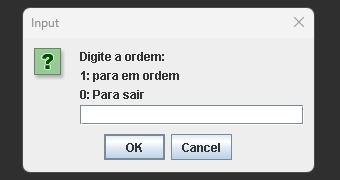 Input
?
Digite a ordem:
1: para em ordem
0: Para sair
OK
Cancel